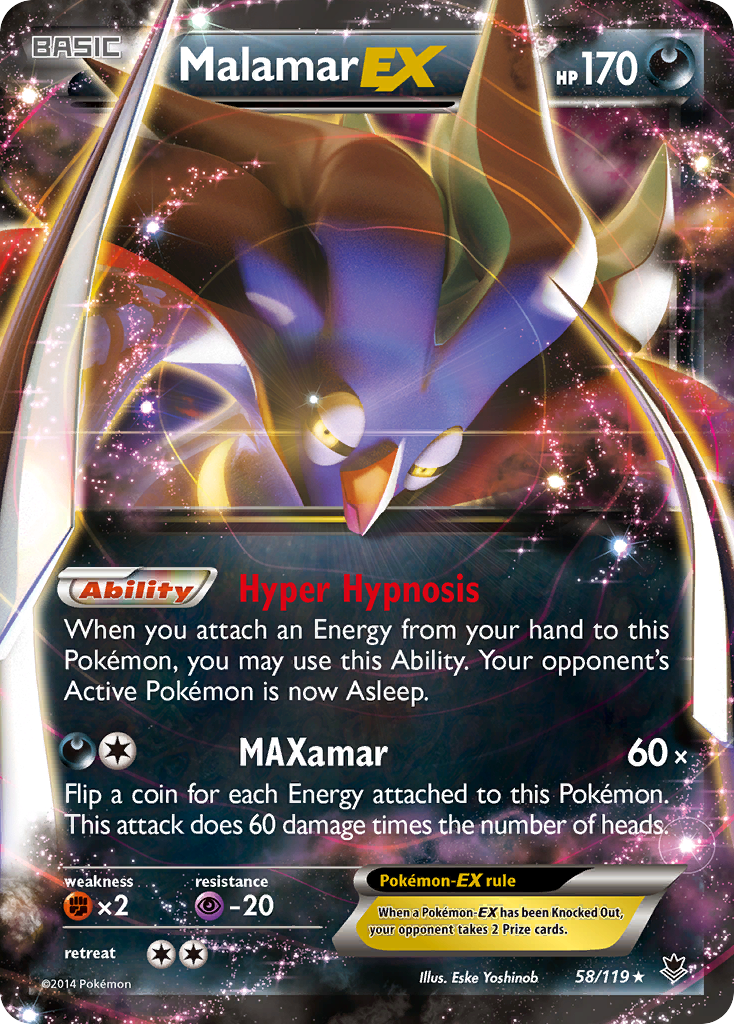 BASIC
Malamar EX
HP 170
Ability Hyper Hypnosis
When you attach an Energy from your hand to this
Pokémon, you may use this Ability. Your opponent's
Active Pokémon is now Asleep.
MAXamar 60×
Flip a coin for each Energy attached to this Pokémon.
This attack does 60 damage times the number of heads.
weakness resistance
×2 -20
Pokémon-EX rule
When a Pokémon-EX has been Knocked Out,
your opponent takes 2 Prize cards.
retreat
©2014 Pokémon
Illus. Eske Yoshinob
58/119 ★